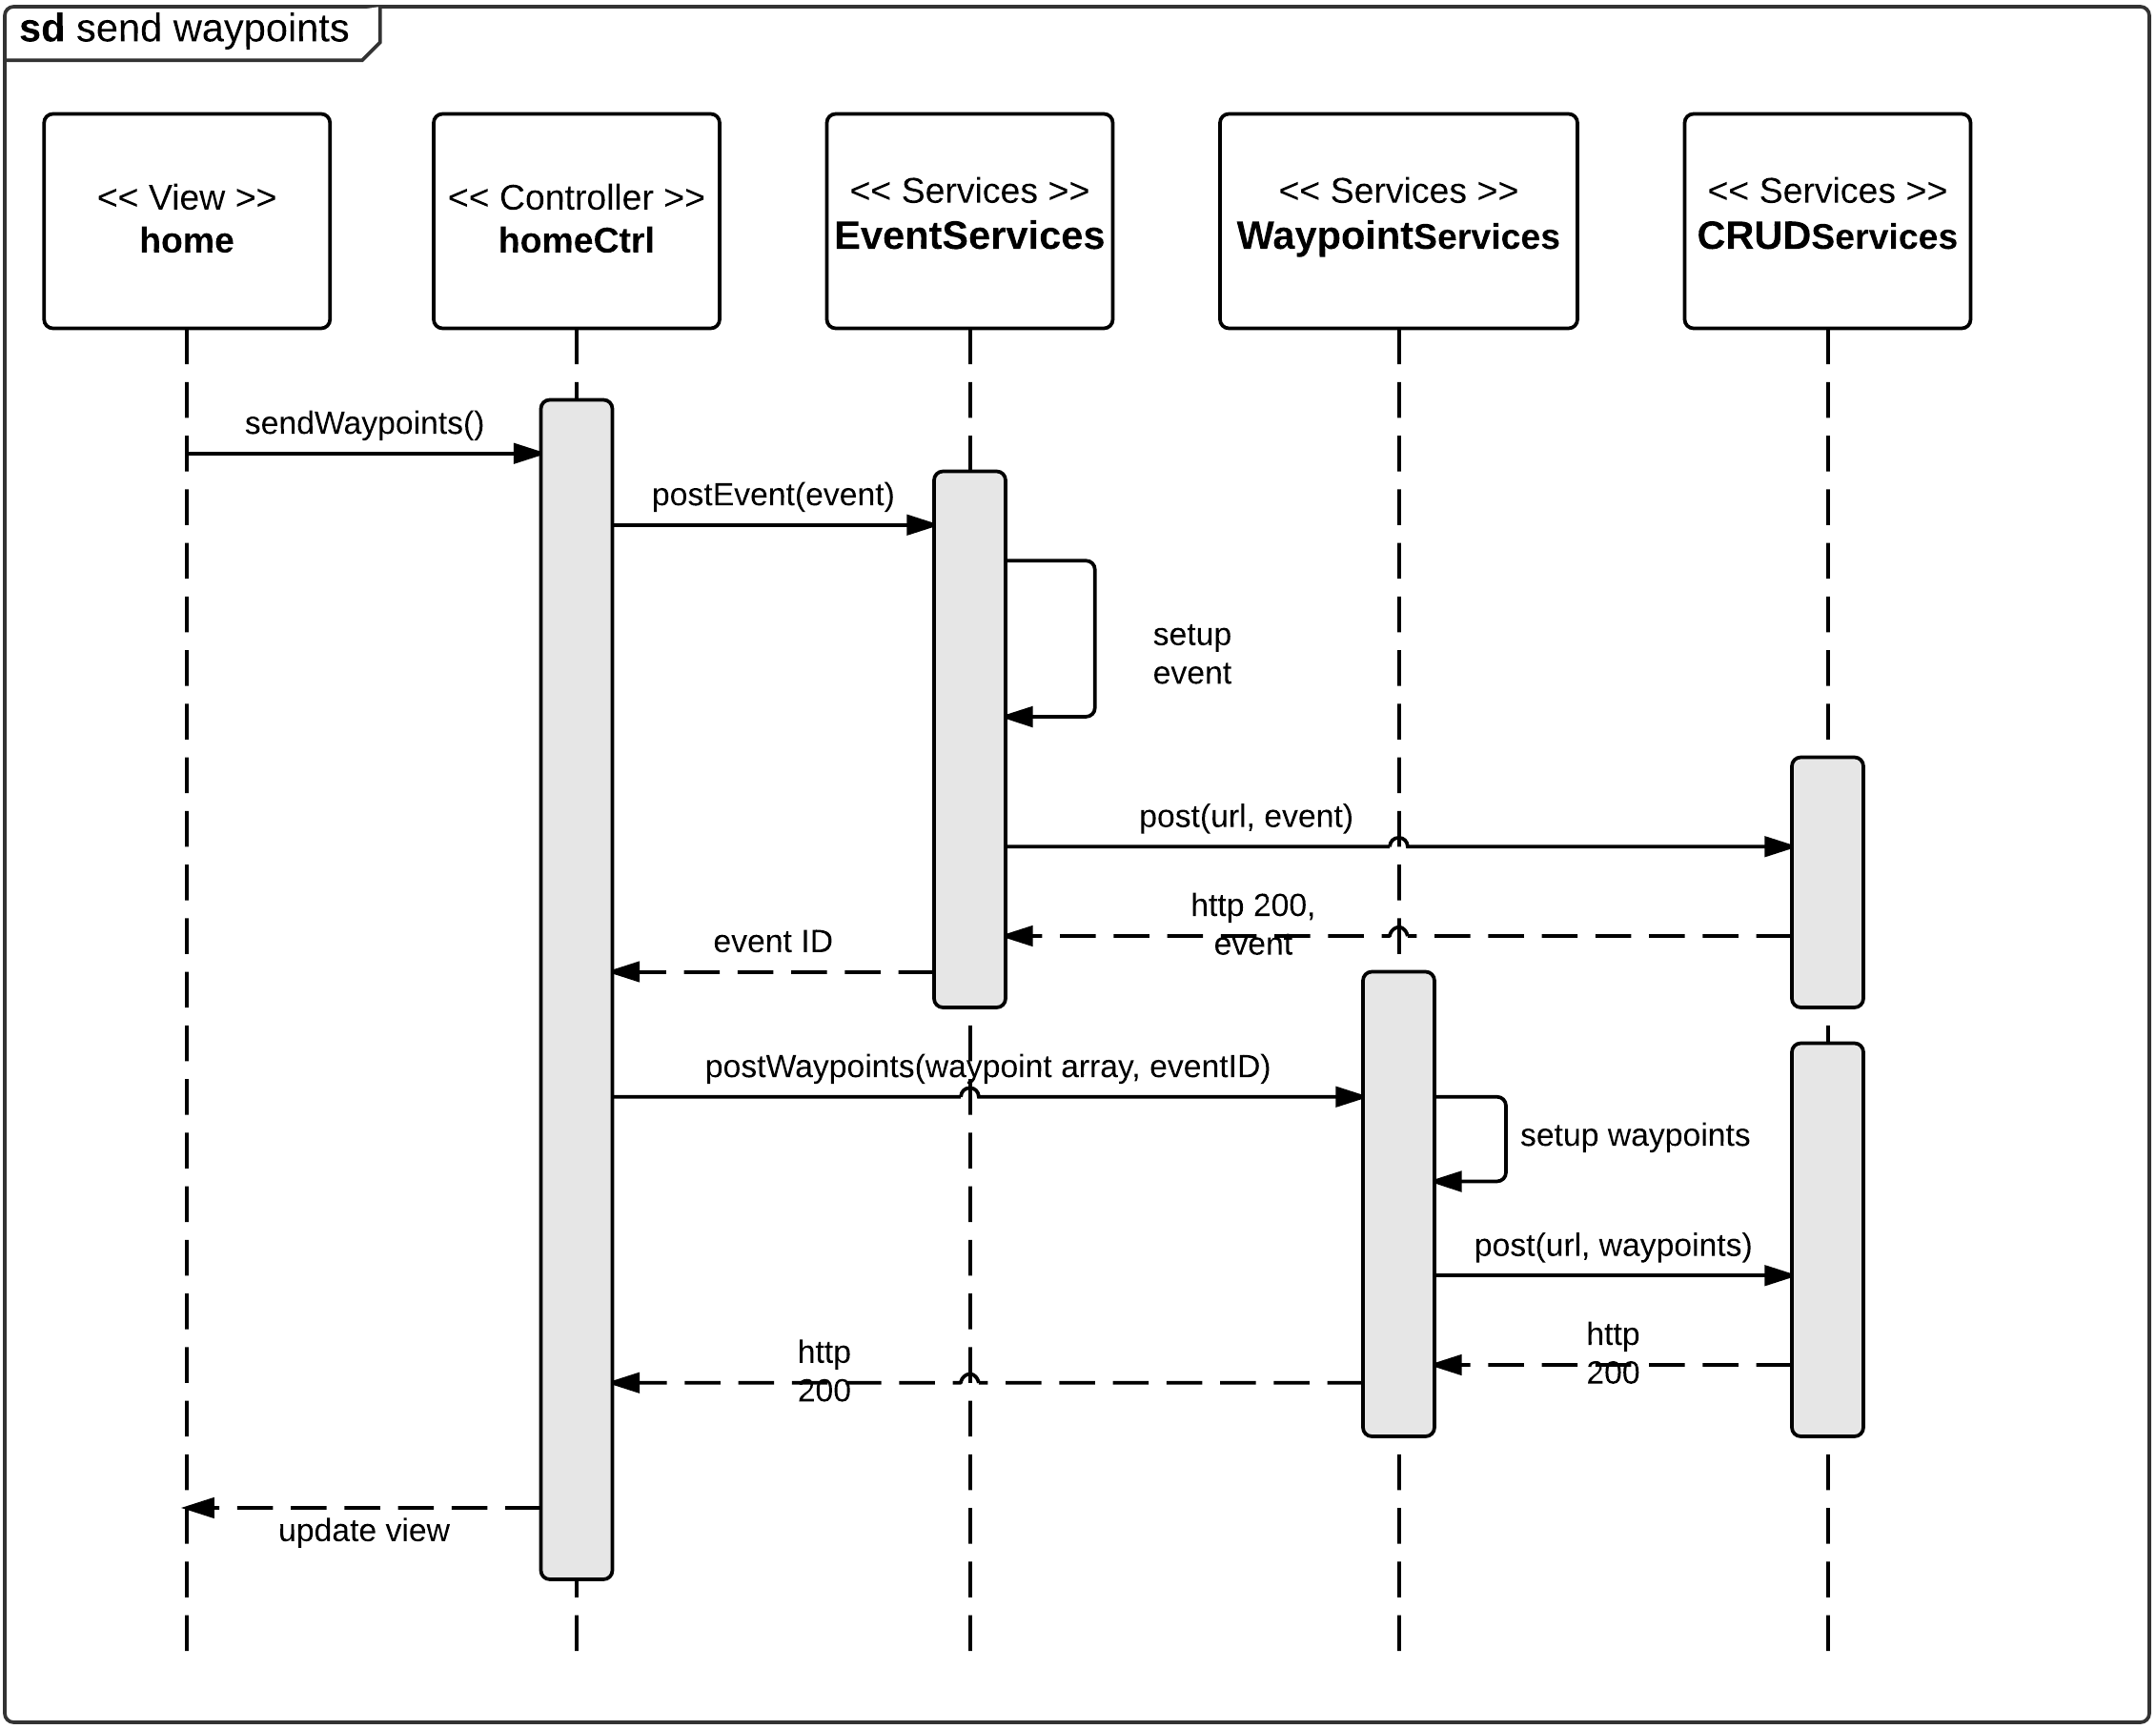 sd send waypoints
<< View >>
home
<< Controller >>
homeCtrl
<< Services >>
EventServices
<< Services >>
WaypointServices
<< Services >>
CRUDServices
sendWaypoints()
postEvent(event)
setup
event
post(url, event)
http 200,
event
event ID
postWaypoints(waypoint array, eventID)
setup waypoints
post(url, waypoints)
http
200
http
200
update view